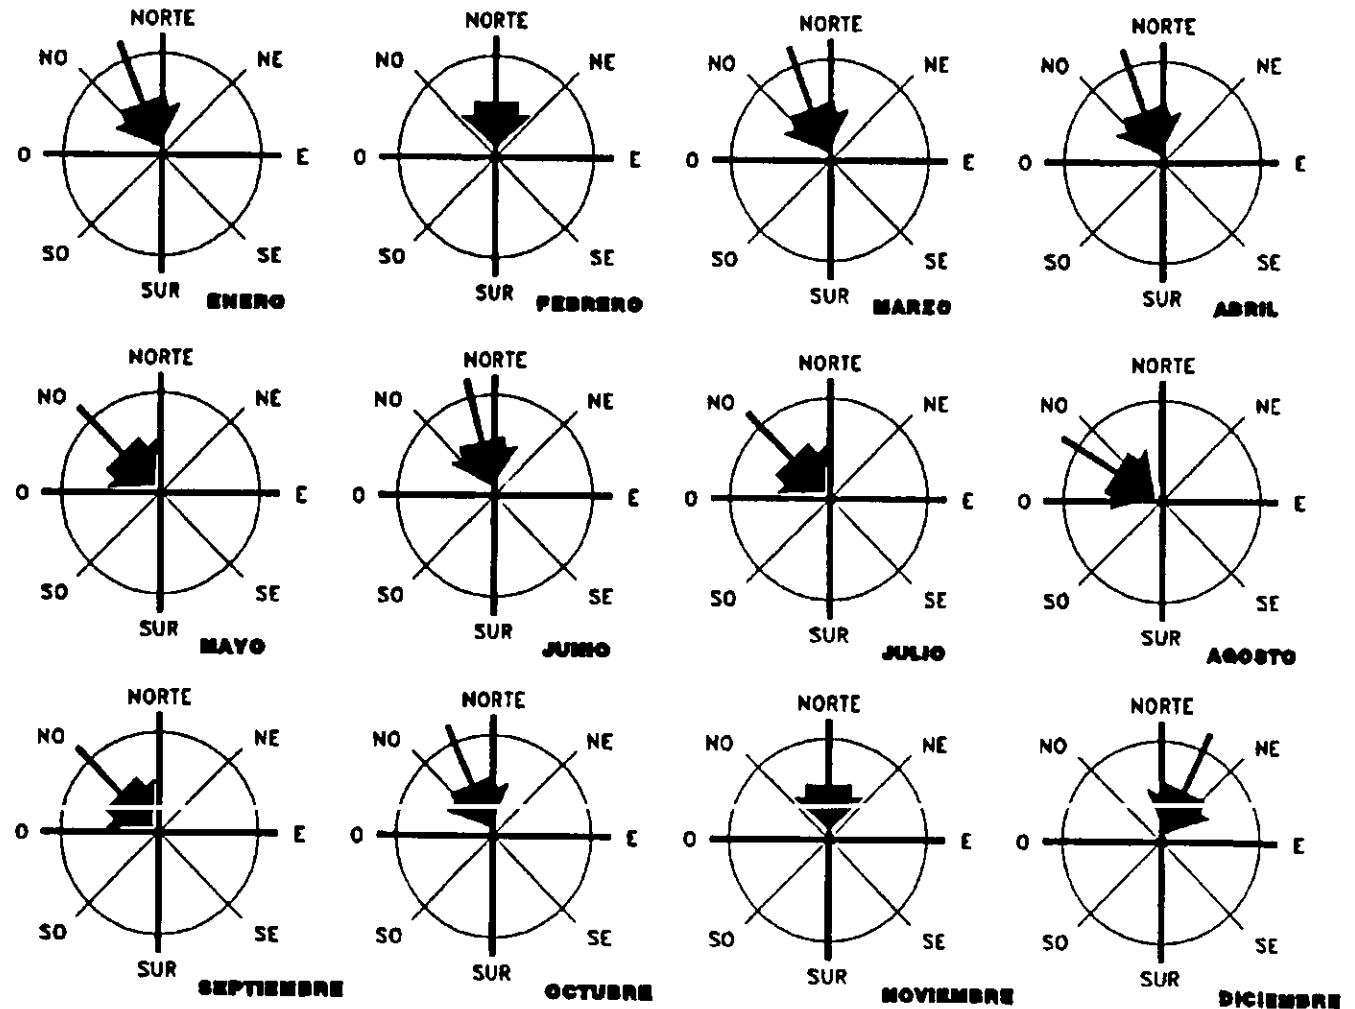 NORTE
NO NE
O E
SO SE
SUR
ENERO
NORTE
NO NE
O E
SO SE
SUR
FEBRERO
NORTE
NO NE
O E
SO SE
SUR
MARZO
NORTE
NO NE
O E
SO SE
SUR
ABRIL
NORTE
NO NE
O E
SO SE
SUR
MAYO
NORTE
NO NE
O E
SO SE
SUR
JUNIO
NORTE
NO NE
O E
SO SE
SUR
JULIO
NORTE
NO NE
O E
SO SE
SUR
AGOSTO
NORTE
NO NE
O E
SO SE
SUR
SEPTIEMBRE
NORTE
NO NE
O E
SO SE
SUR
OCTUBRE
NORTE
NO NE
O E
SO SE
SUR
NOVIEMBRE
NORTE
NO NE
O E
SO SE
SUR
DICIEMBRE